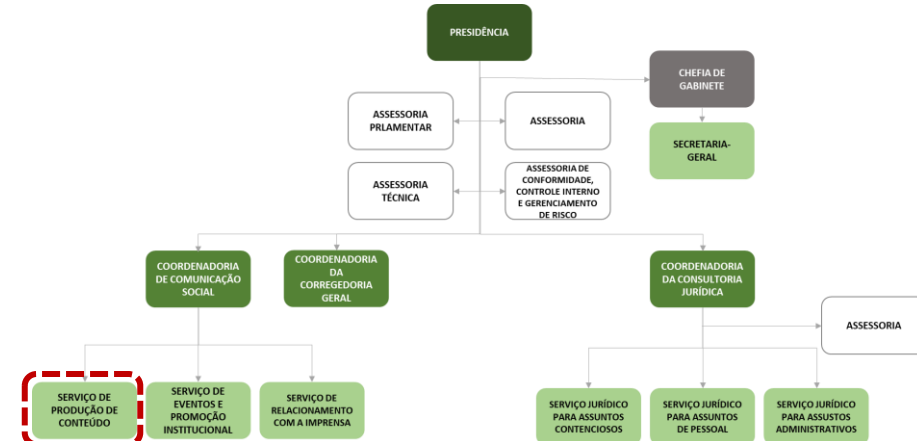 PRESIDÊNCIA
CHEFIA DE
GABINETE
ASSESSORIA
PRLAMENTAR
ASSESSORIA
SECRETARIA-
GERAL
ASSESSORIA
TÉCNICA
ASSESSORIA DE
CONFORMIDADE,
CONTROLE INTERNO
E GERENCIAMENTO
DE RISCO
COORDENADORIA
DE COMUNICAÇÃO
SOCIAL
COORDENADORIA
DA
CORREGEDORIA
GERAL
COORDENADORIA
DA CONSULTORIA
JURÍDICA
ASSESSORIA
SERVIÇO DE
PRODUÇÃO DE
CONTEÚDO
SERVIÇO DE
EVENTOS E
PROMOÇÃO
INSTITUCIONAL
SERVIÇO DE
RELACIONAMENTO
COM A IMPRENSA
SERVIÇO JURÍDICO
PARA ASSUNTOS
CONTENCIOSOS
SERVIÇO JURÍDICO
PARA ASSUNTOS
DE PESSOAL
SERVIÇO JURÍDICO
PARA ASSUSTOS
ADMINISTRATIVOS